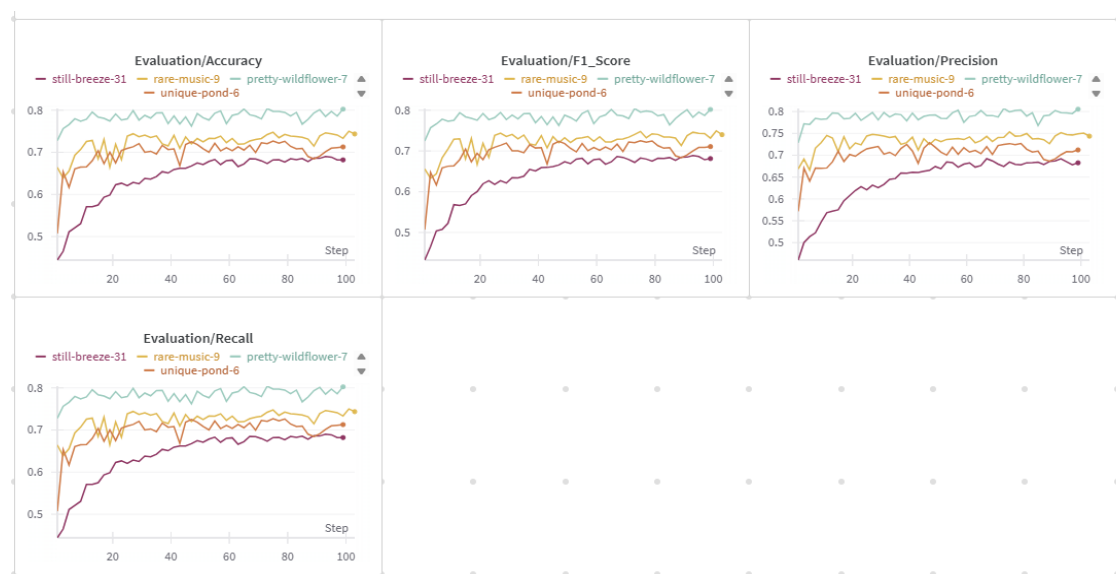 Evaluation/Accuracy
still-breeze-31 rare-music-9 pretty-wildflower-7
unique-pond-6
0.8
0.7
0.6
0.5
Step
20 40 60 80 100
Evaluation/F1_Score
still-breeze-31 rare-music-9 pretty-wildflower-7
unique-pond-6
0.8
0.7
0.6
0.5
Step
20 40 60 80 100
Evaluation/Precision
still-breeze-31 rare-music-9 pretty-wildflower-7
unique-pond-6
0.8
0.75
0.7
0.65
0.6
0.55
0.5
Step
20 40 60 80 100
Evaluation/Recall
still-breeze-31 rare-music-9 pretty-wildflower-7
unique-pond-6
0.8
0.7
0.6
0.5
Step
20 40 60 80 100